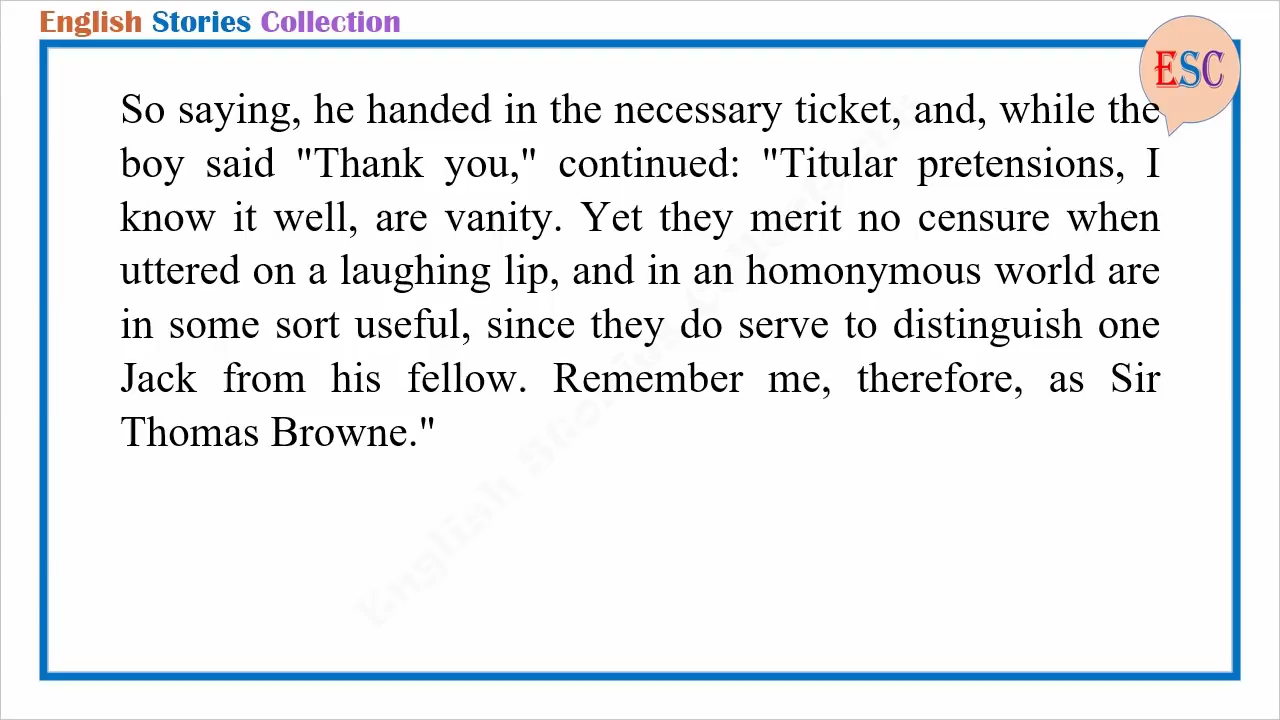 English Stories Collection
ESC
So saying, he handed in the necessary ticket, and, while the
boy said "Thank you," continued: "Titular pretensions, I
know it well, are vanity. Yet they merit no censure when
uttered on a laughing lip, and in an homonymous world are
in some sort useful, since they do serve to distinguish one
Jack from his fellow. Remember me, therefore, as Sir
Thomas Browne."
English